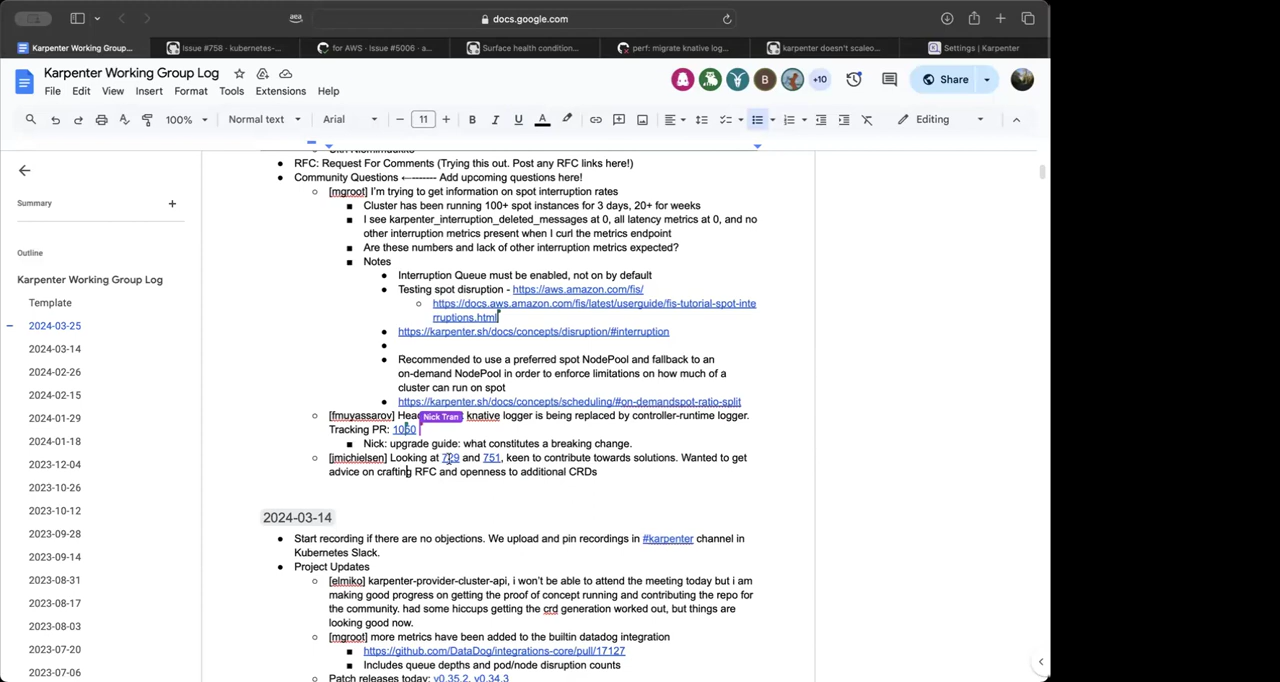 docs.google.com
Karpenter Working Group...
Issue #758 · kubernetes-...
for AWS · Issue #5006 · a...
Surface health condition...
perf: migrate knative log...
karpenter doesn't scaleo...
Settings | Karpenter
Karpenter Working Group Log
File Edit View Insert Format Tools Extensions Help
B +10 Share
100% Normal text Arial 11 B I U A Editing
Summary
Outline
Karpenter Working Group Log
Template
2024-03-25
2024-03-14
2024-02-26
2024-02-15
2024-01-29
2024-01-18
2023-12-04
2023-10-26
2023-10-12
2023-09-28
2023-09-14
2023-08-31
2023-08-17
2023-08-03
2023-07-20
2023-07-06
RFC: Request For Comments (Trying this out. Post any RFC links here!)
Community Questions ←------- Add upcoming questions here!
[mgroot] I'm trying to get information on spot interruption rates
Cluster has been running 100+ spot instances for 3 days, 20+ for weeks
I see karpenter_interruption_deleted_messages at 0, all latency metrics at 0, and no
other interruption metrics present when I curl the metrics endpoint
Are these numbers and lack of other interruption metrics expected?
Notes
Interruption Queue must be enabled, not on by default
Testing spot disruption - https://aws.amazon.com/fis/
https://docs.aws.amazon.com/fis/latest/userguide/fis-tutorial-spot-inte
rruptions.html
https://karpenter.sh/docs/concepts/disruption/#interruption
Recommended to use a preferred spot NodePool and fallback to an
on-demand NodePool in order to enforce limitations on how much of a
cluster can run on spot
https://karpenter.sh/docs/concepts/scheduling/#on-demandspot-ratio-split
[fmuyassarov] knative logger is being replaced by controller-runtime logger.
Nick Tran
Tracking PR: 1060
Nick: upgrade guide: what constitutes a breaking change.
[jmichielsen] Looking at 729 and 751, keen to contribute towards solutions. Wanted to get
advice on crafting RFC and openness to additional CRDs
2024-03-14
Start recording if there are no objections. We upload and pin recordings in #karpenter channel in
Kubernetes Slack.
Project Updates
[elmiko] karpenter-provider-cluster-api, i won't be able to attend the meeting today but i am
making good progress on getting the proof of concept running and contributing the repo for
the community. had some hiccups getting the crd generation worked out, but things are
looking good now.
[mgroot] more metrics have been added to the builtin datadog integration
https://github.com/DataDog/integrations-core/pull/17127
Includes queue depths and pod/node disruption counts
Patch releases today: v0.35.2, v0.34.3